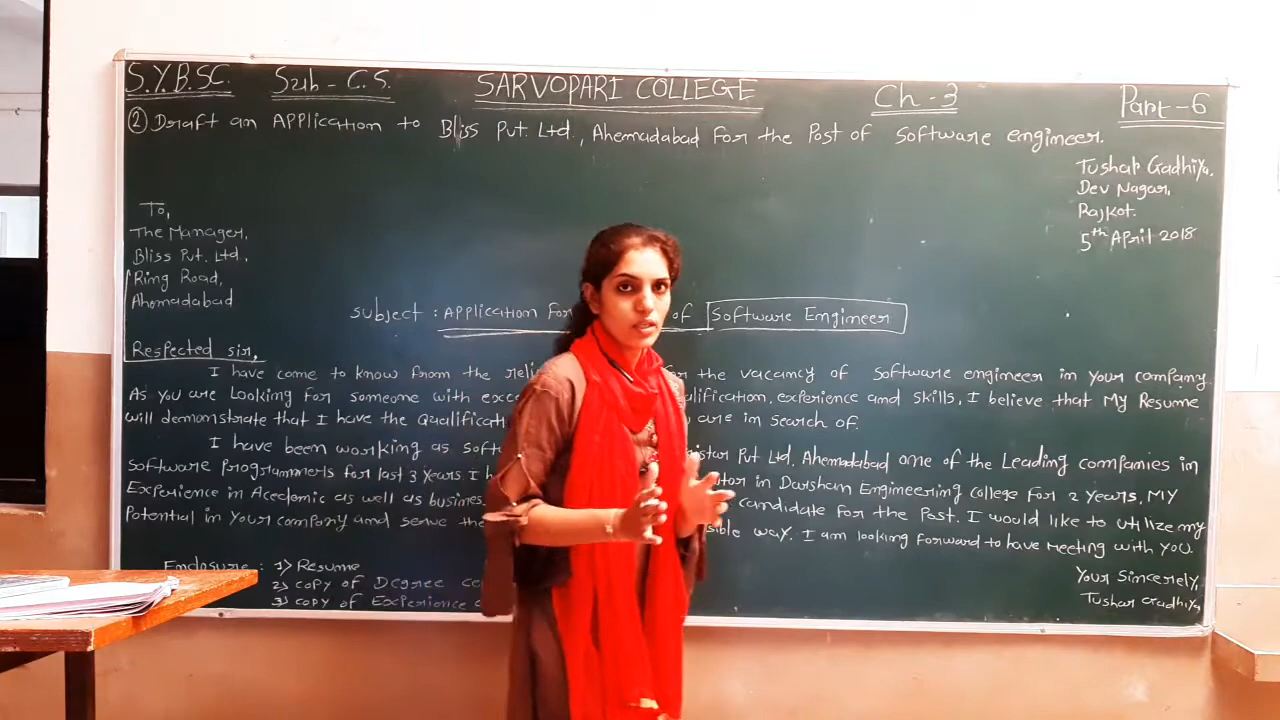 S.Y.B.SC. Sub - C.S. SARVOPARI COLLEGE Ch - 3 Part - 6
② Draft an Application to Bliss Pvt. Ltd., Ahemadabad For the Post of Software engineer.
Tushar Gadhiya.
Dev Nagar,
Rajkot.
5th April 2018
To,
The Manager,
Bliss Pvt. Ltd.,
Ring Road,
Ahemadabad
subject : Application For of Software Engineer
Respected sir,
I have come to know from the the vacancy of software engineer in your company.
As you are Looking for someone with experience and skills, I believe that My Resume
will demonstrate that I have the are in search of.
I have been working as Pvt Ltd. Ahemadabad one of the Leading companies in
software Programmers for last 3 years. I in Darshan Engineering college For 2 years. MY
Experience in Acedemic as well as candidate for the Post. I would like to utilize my
Potential in Your company and serve the way. I am looking forward to have meeting with you.
Enclosure : 1) Resume
2) copy of Degree
3) copy of Experience
Your Sincerely,
Tushar Gadhiya